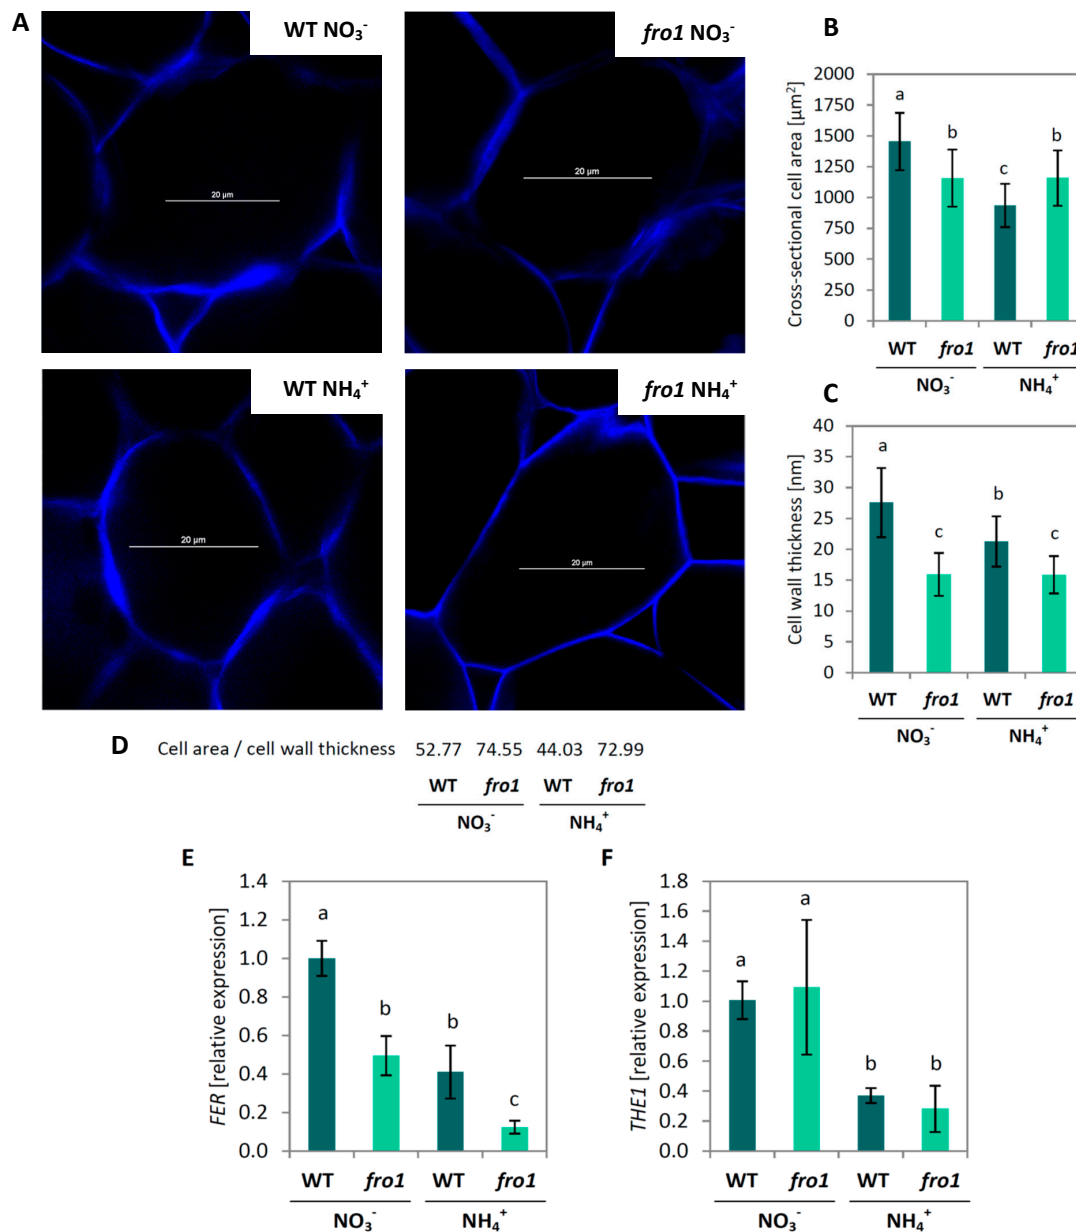 A
WT NO₃⁻
20 µm
fro1 NO₃⁻
20 µm
WT NH₄⁺
20 µm
fro1 NH₄⁺
20 µm
B
Cross-sectional cell area [µm²]
2000
1750
1500
1250
1000
750
500
250
0
a
b
c
b
WT fro1 WT fro1
NO₃⁻ NH₄⁺
C
Cell wall thickness [nm]
40
35
30
25
20
15
10
5
0
a
c
b
c
WT fro1 WT fro1
NO₃⁻ NH₄⁺
D Cell area / cell wall thickness 52.77 74.55 44.03 72.99
WT fro1 WT fro1
NO₃⁻ NH₄⁺
E
FER [relative expression]
1.4
1.2
1.0
0.8
0.6
0.4
0.2
0.0
a
b
b
c
WT fro1 WT fro1
NO₃⁻ NH₄⁺
F
THE1 [relative expression]
1.8
1.6
1.4
1.2
1.0
0.8
0.6
0.4
0.2
0.0
a
a
b
b
WT fro1 WT fro1
NO₃⁻ NH₄⁺